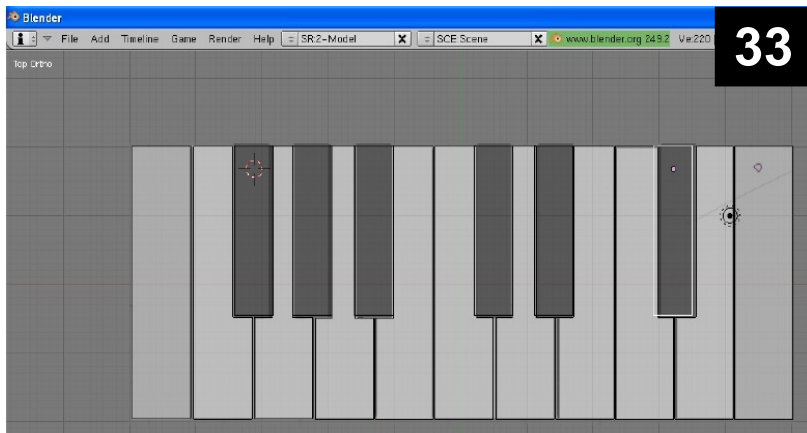 Blender
File Add Timeline Game Render Help SR:2-Model X SCE Scene X www.blender.org 249.2 Ve:220
33
Top Ortho